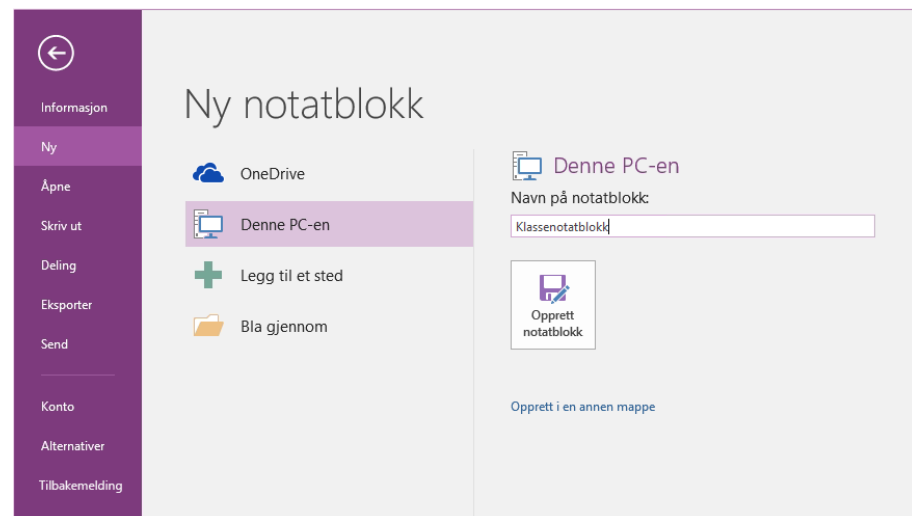 Informasjon
Ny
Åpne
Skriv ut
Deling
Eksporter
Send
Konto
Alternativer
Tilbakemelding
Ny notatblokk
OneDrive
Denne PC-en
Legg til et sted
Bla gjennom
Denne PC-en
Navn på notatblokk:
Klassenotatblokk
Opprett
notatblokk
Opprett i en annen mappe